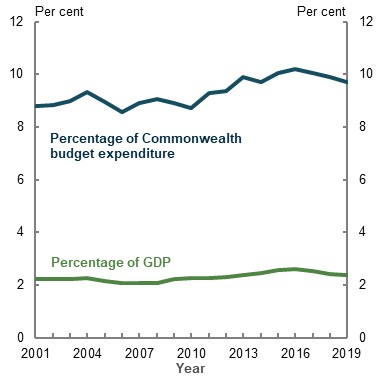 Per cent Per cent
12 12
10 10
8 8
Percentage of Commonwealth
budget expenditure
6 6
4 4
Percentage of GDP
2 2
0 0
2001 2004 2007 2010 2013 2016 2019
Year